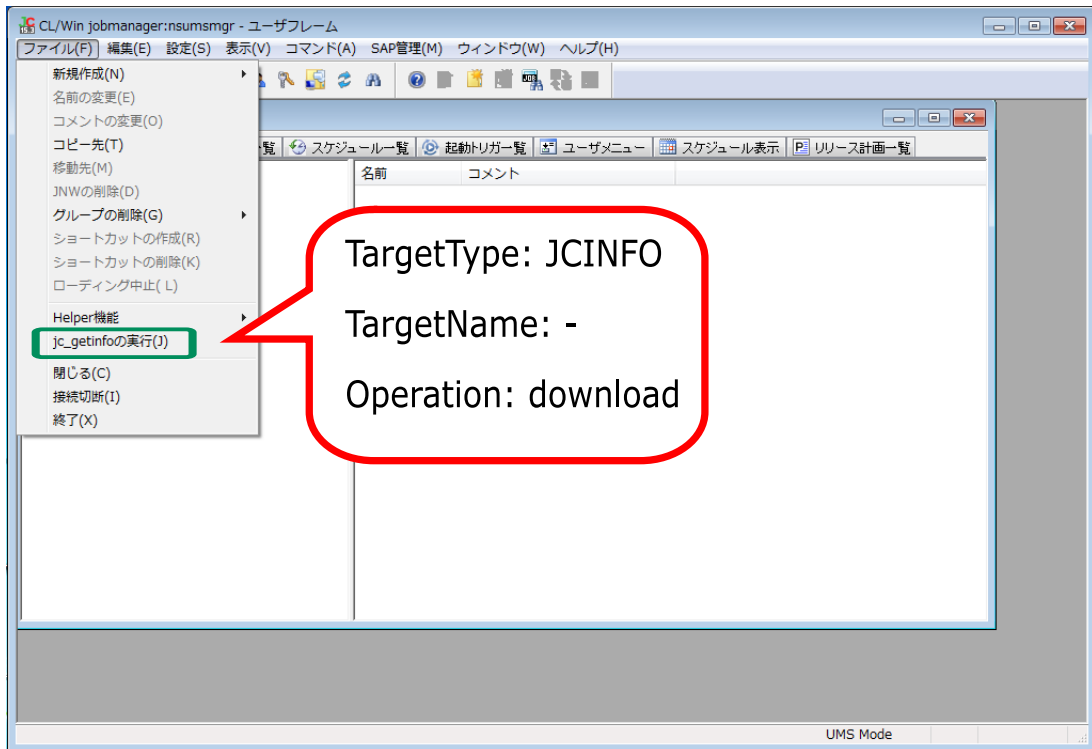 CL/Win jobmanager:nsumsmgr - ユーザフレーム
ファイル(F) 編集(E) 設定(S) 表示(V) コマンド(A) SAP管理(M) ウィンドウ(W) ヘルプ(H)
新規作成(N)
名前の変更(E)
コメントの変更(O)
コピー先(T)
移動先(M)
JNWの削除(D)
グループの削除(G)
ショートカットの作成(R)
ショートカットの削除(K)
ローディング中止( L)
Helper機能
jc_getinfoの実行(J)
閉じる(C)
接続切断(I)
終了(X)
覧 スケジュール一覧 起動トリガ一覧 ユーザメニュー スケジュール表示 リリース計画一覧
名前 コメント
TargetType: JCINFO
TargetName: -
Operation: download
UMS Mode